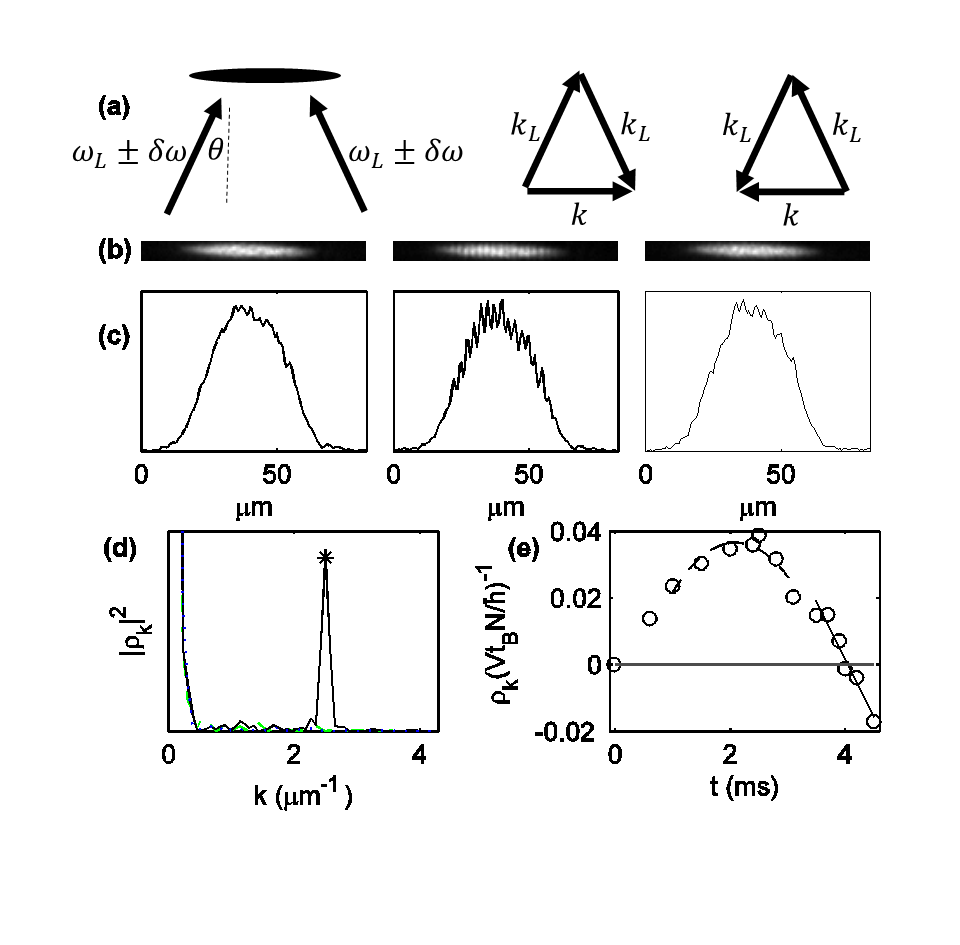 (a)
ω_L ± δω
θ
ω_L ± δω
k_L
k_L
k
k_L
k_L
k
(b)
(c)
0
50
μm
0
50
μm
0
50
μm
(d)
|ρ_k|^2
0
2
4
k (μm^-1 )
(e)
ρ_k(Vt_BN/ħ)^-1
0.04
0.02
0
-0.02
0
2
4
t (ms)